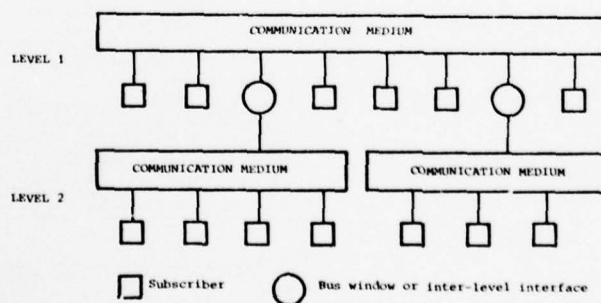 COMMUNICATION MEDIUM
LEVEL 1
COMMUNICATION MEDIUM
COMMUNICATION MEDIUM
LEVEL 2
Subscriber
Bus window or inter-level interface